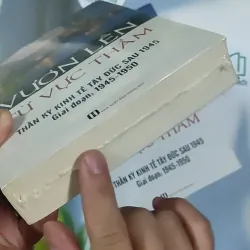 VƯƠN LÊN
TỪ VỰC THẲM
THẦN KỲ KINH TẾ TÂY ĐỨC SAU 1945
Giai đoạn, 1945-1950
THẦN KỲ KINH TẾ TÂY ĐỨC SAU 1945
Giai đoạn, 1945-1950